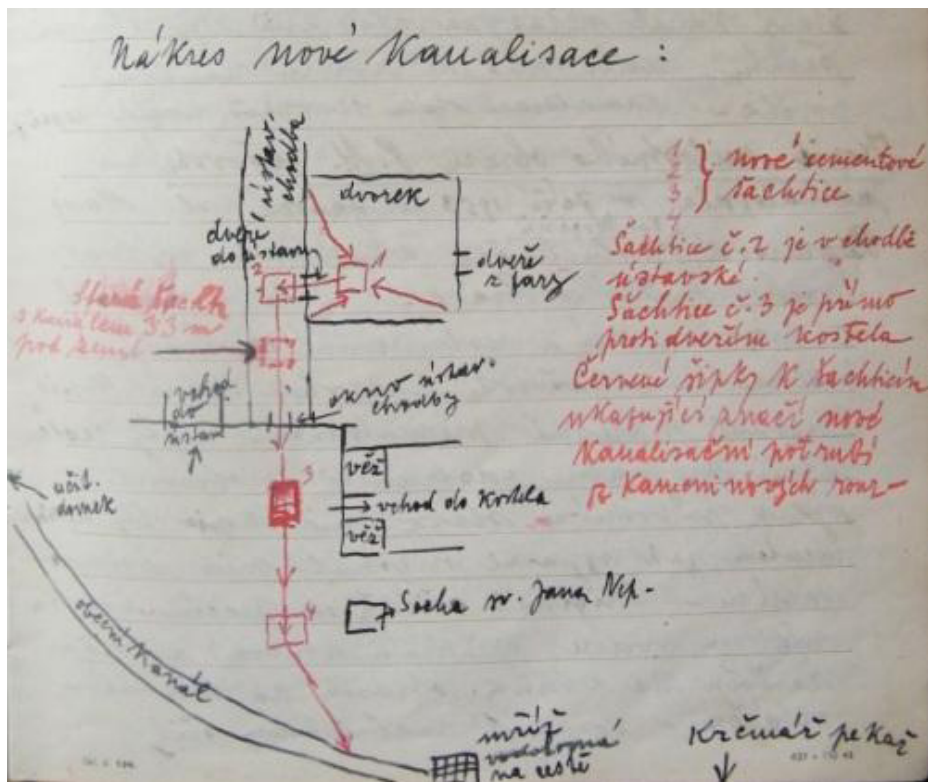 Nákres nové Kanalisace :
ústav.
chodba
dvorek
dveře
do ústavu
1
2
dveře
z fary
1
2
3
4
} nové cementové
šachtice
Šachtice č. 2 je v chodbě
ústavské.
Šachtice č. 3 je přímo
proti dveřím kostela
Červené šipky k šachticím
ukazující značí nové
Kanalisační potrubí
z Kameninových rour-
Stará šachta
s kanálem 3·3 m
pod zemí
vchod
do
ústavu
okno ústav.
chodby
učit.
domek
3
věž
vchod do kostela
věž
4
Socha sv. Jana Nep-
obecní Kanál
mříž
na cestě
Krčmář pekař